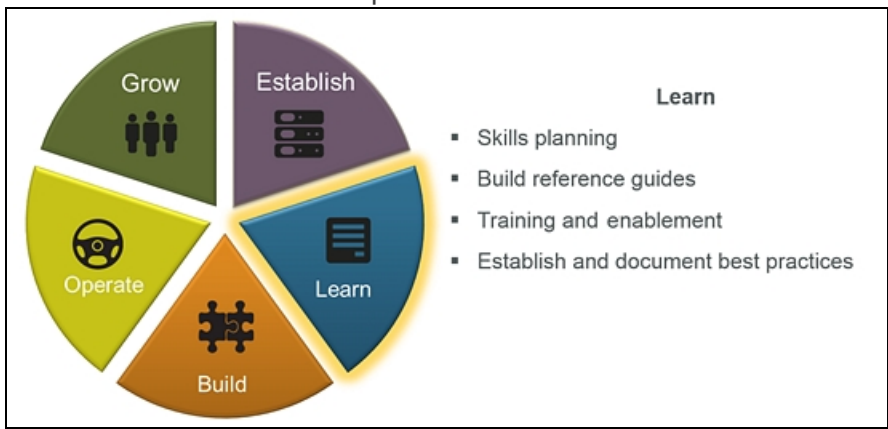 Grow
Establish
Operate
Learn
Build
Learn
▪ Skills planning
▪ Build reference guides
▪ Training and enablement
▪ Establish and document best practices